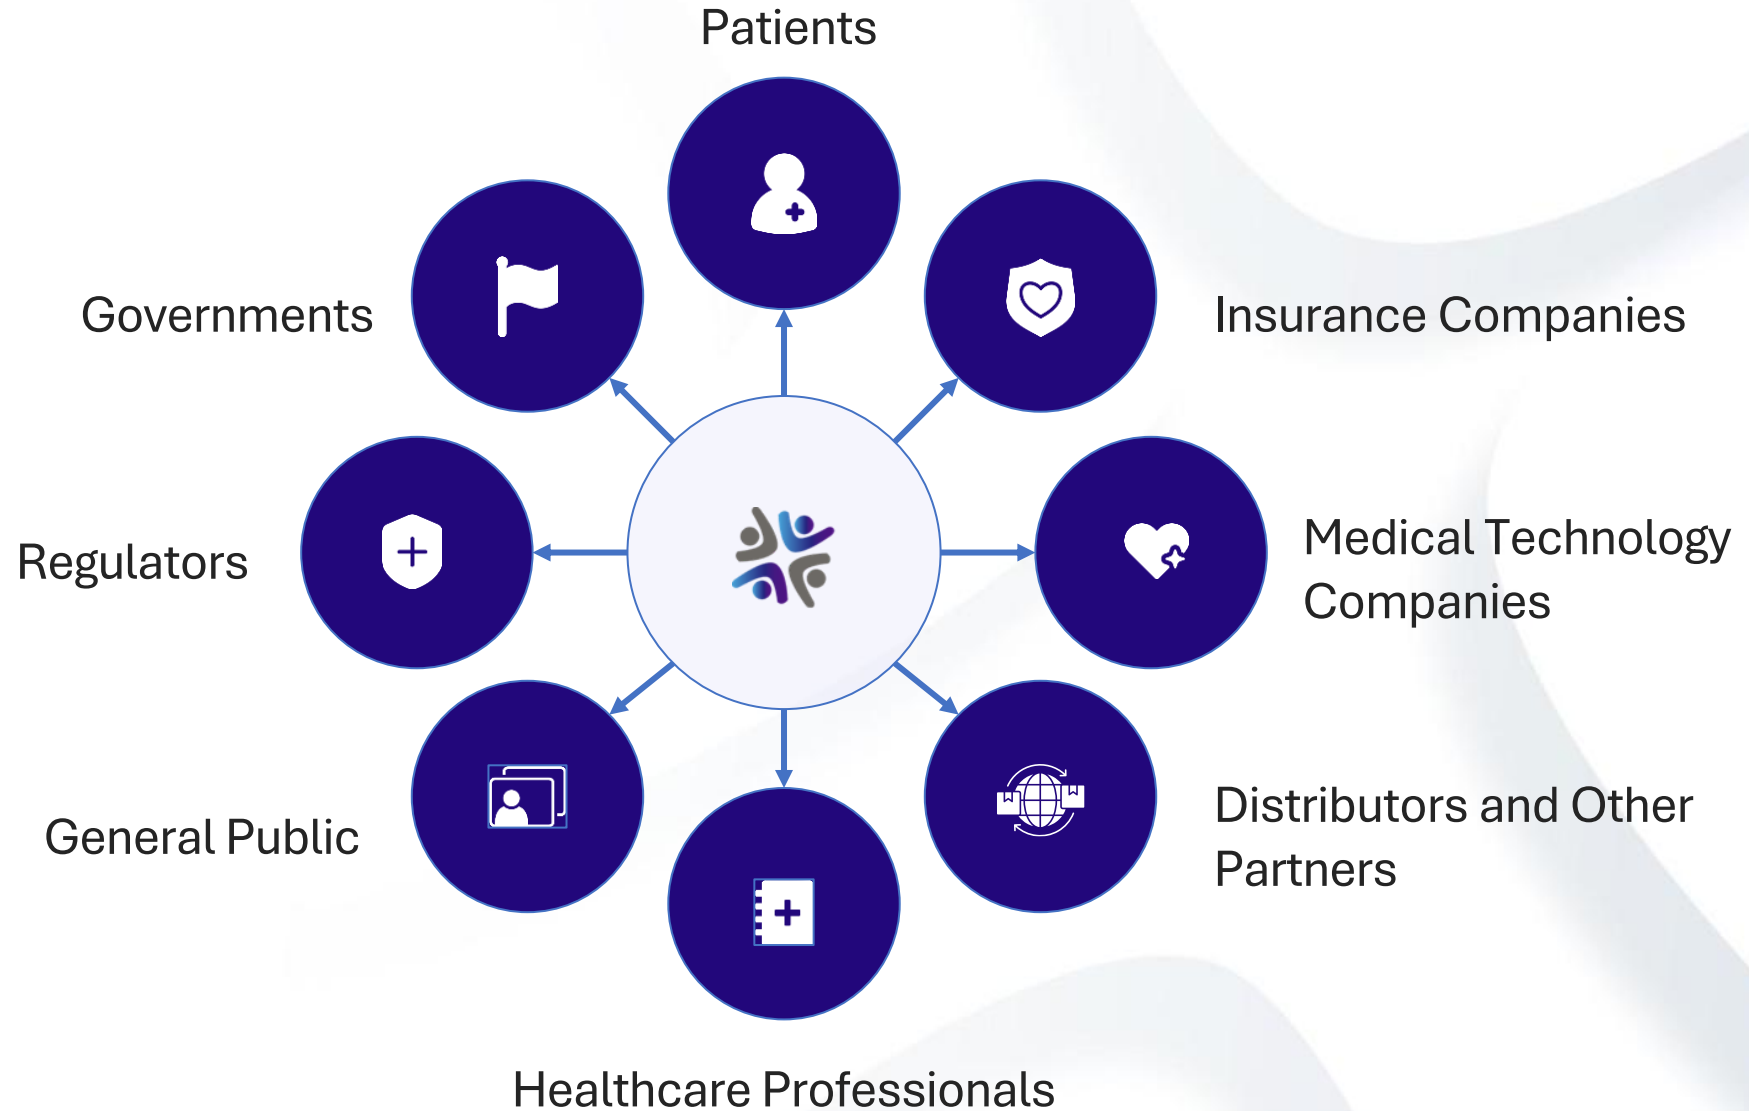 Patients
Governments
Insurance Companies
Regulators
Medical Technology
Companies
General Public
Distributors and Other
Partners
Healthcare Professionals